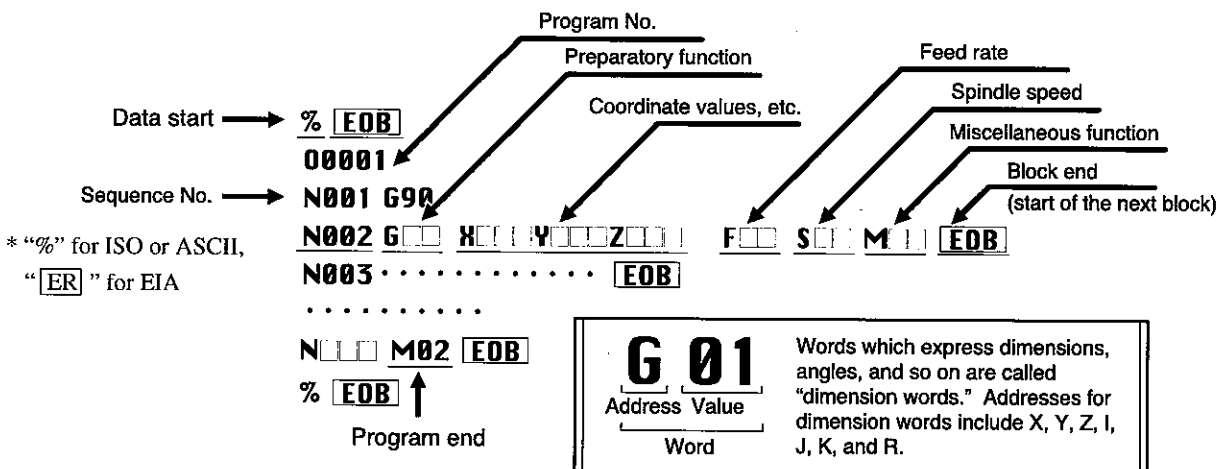 Program No.
Preparatory function
Feed rate
Coordinate values, etc.
Spindle speed
Miscellaneous function
Block end
(start of the next block)
Data start
% EOB
O0001
Sequence No.
N001 G90
N002 G□□ X□□□Y□□□Z□□□ F□□ S□□ M□□ EOB
* "%" for ISO or ASCII,
"ER" for EIA
N003 ・・・・・・・・・・・・・ EOB
・・・・・・・・・・
N□□□ M02 EOB
% EOB
Program end
G 01
Address Value
Word
Words which express dimensions,
angles, and so on are called
"dimension words." Addresses for
dimension words include X, Y, Z, I,
J, K, and R.